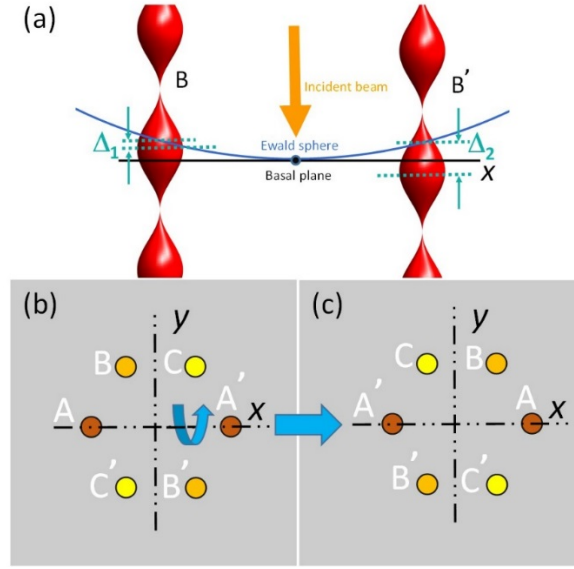 (a)
B
B′
Incident beam
Δ1
Ewald sphere
Δ2
Basal plane
x
(b)
y
B
C
A
A′
x
C′
B′
(c)
y
C
B
A′
A
x
B′
C′